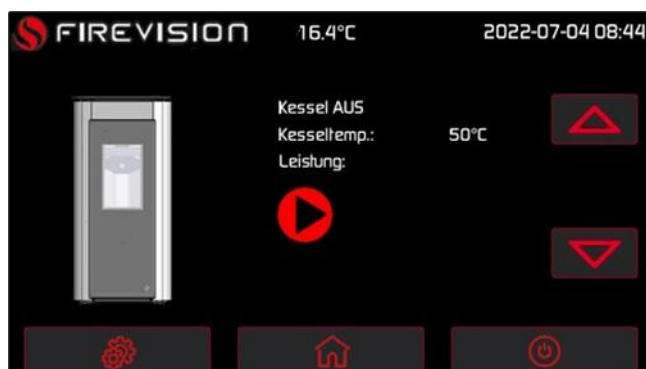 FIREVISION 16.4°C 2022-07-04 08:44
Kessel AUS
Kesseltemp.: 50°C
Leistung: